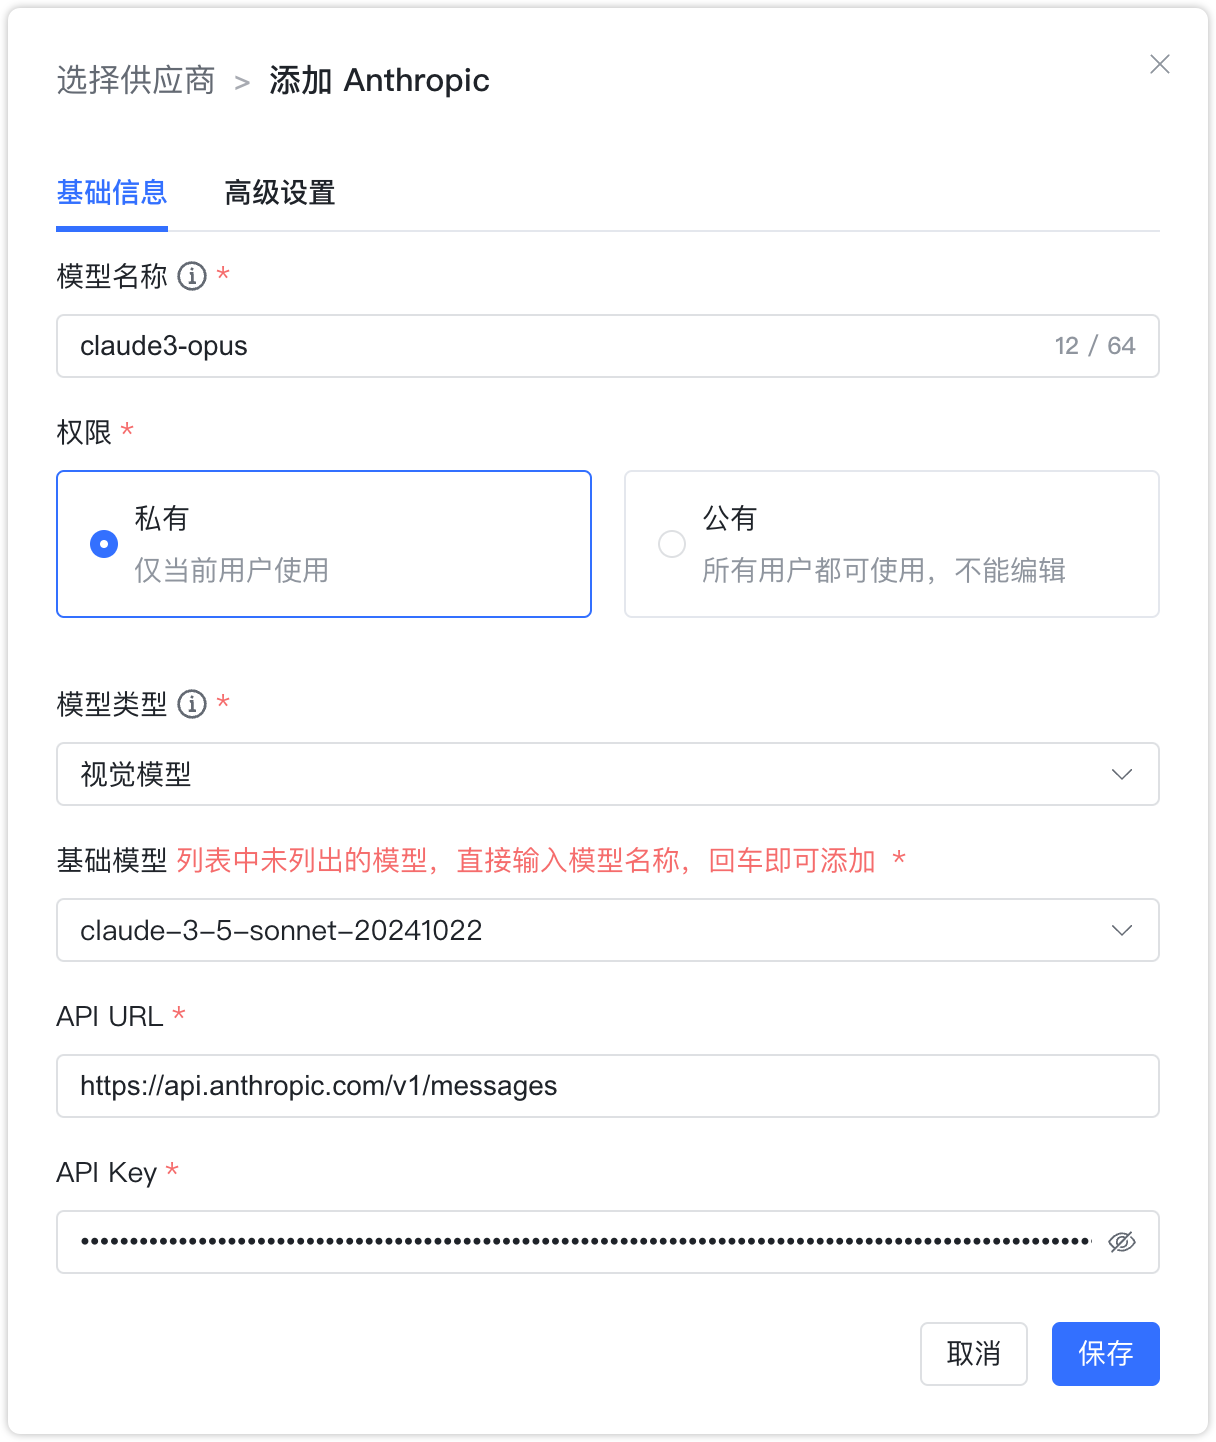 选择供应商 > 添加 Anthropic
基础信息 高级设置
模型名称 *
claude3-opus 12 / 64
权限 *
私有
仅当前用户使用
公有
所有用户都可使用，不能编辑
模型类型 *
视觉模型
基础模型 列表中未列出的模型，直接输入模型名称，回车即可添加 *
claude-3-5-sonnet-20241022
API URL *
https://api.anthropic.com/v1/messages
API Key *
取消 保存